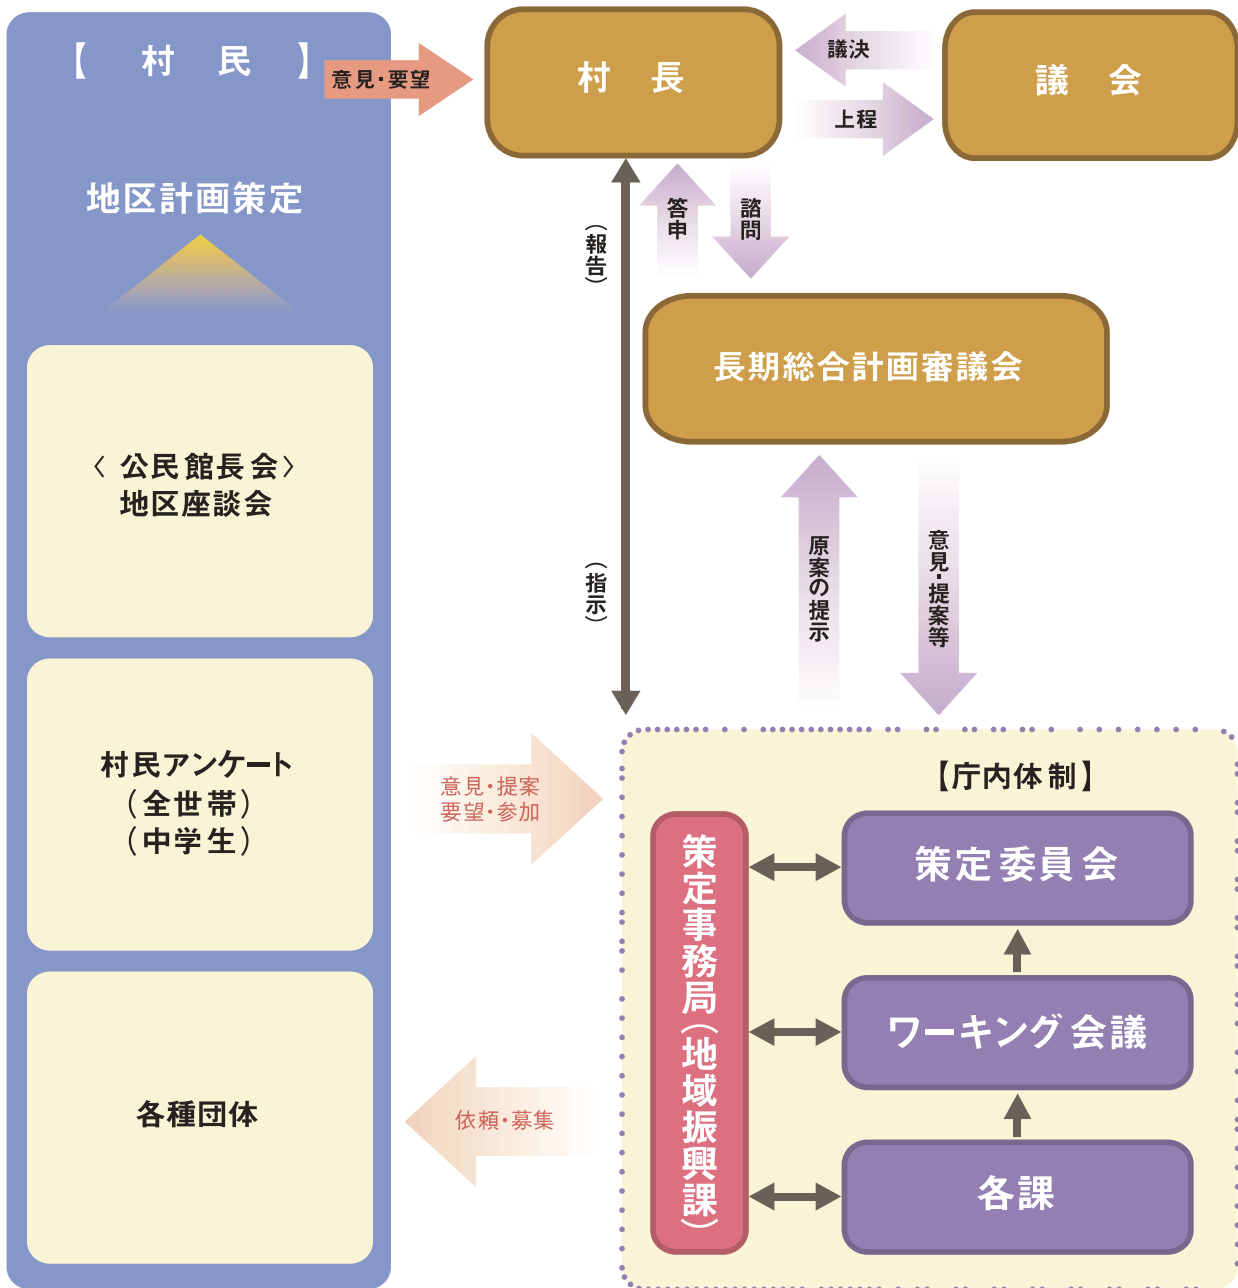 【 村 民 】
意見・要望
村 長
議決
上程
議 会
地区計画策定
答申
諮問
（報告）
長期総合計画審議会
〈 公民館長会〉
地区座談会
（指示）
原案の提示
意見・提案等
村民アンケート
（全世帯）
（中学生）
意見・提案
要望・参加
【庁内体制】
策定事務局（地域振興課）
策定委員会
ワーキング会議
各課
各種団体
依頼・募集